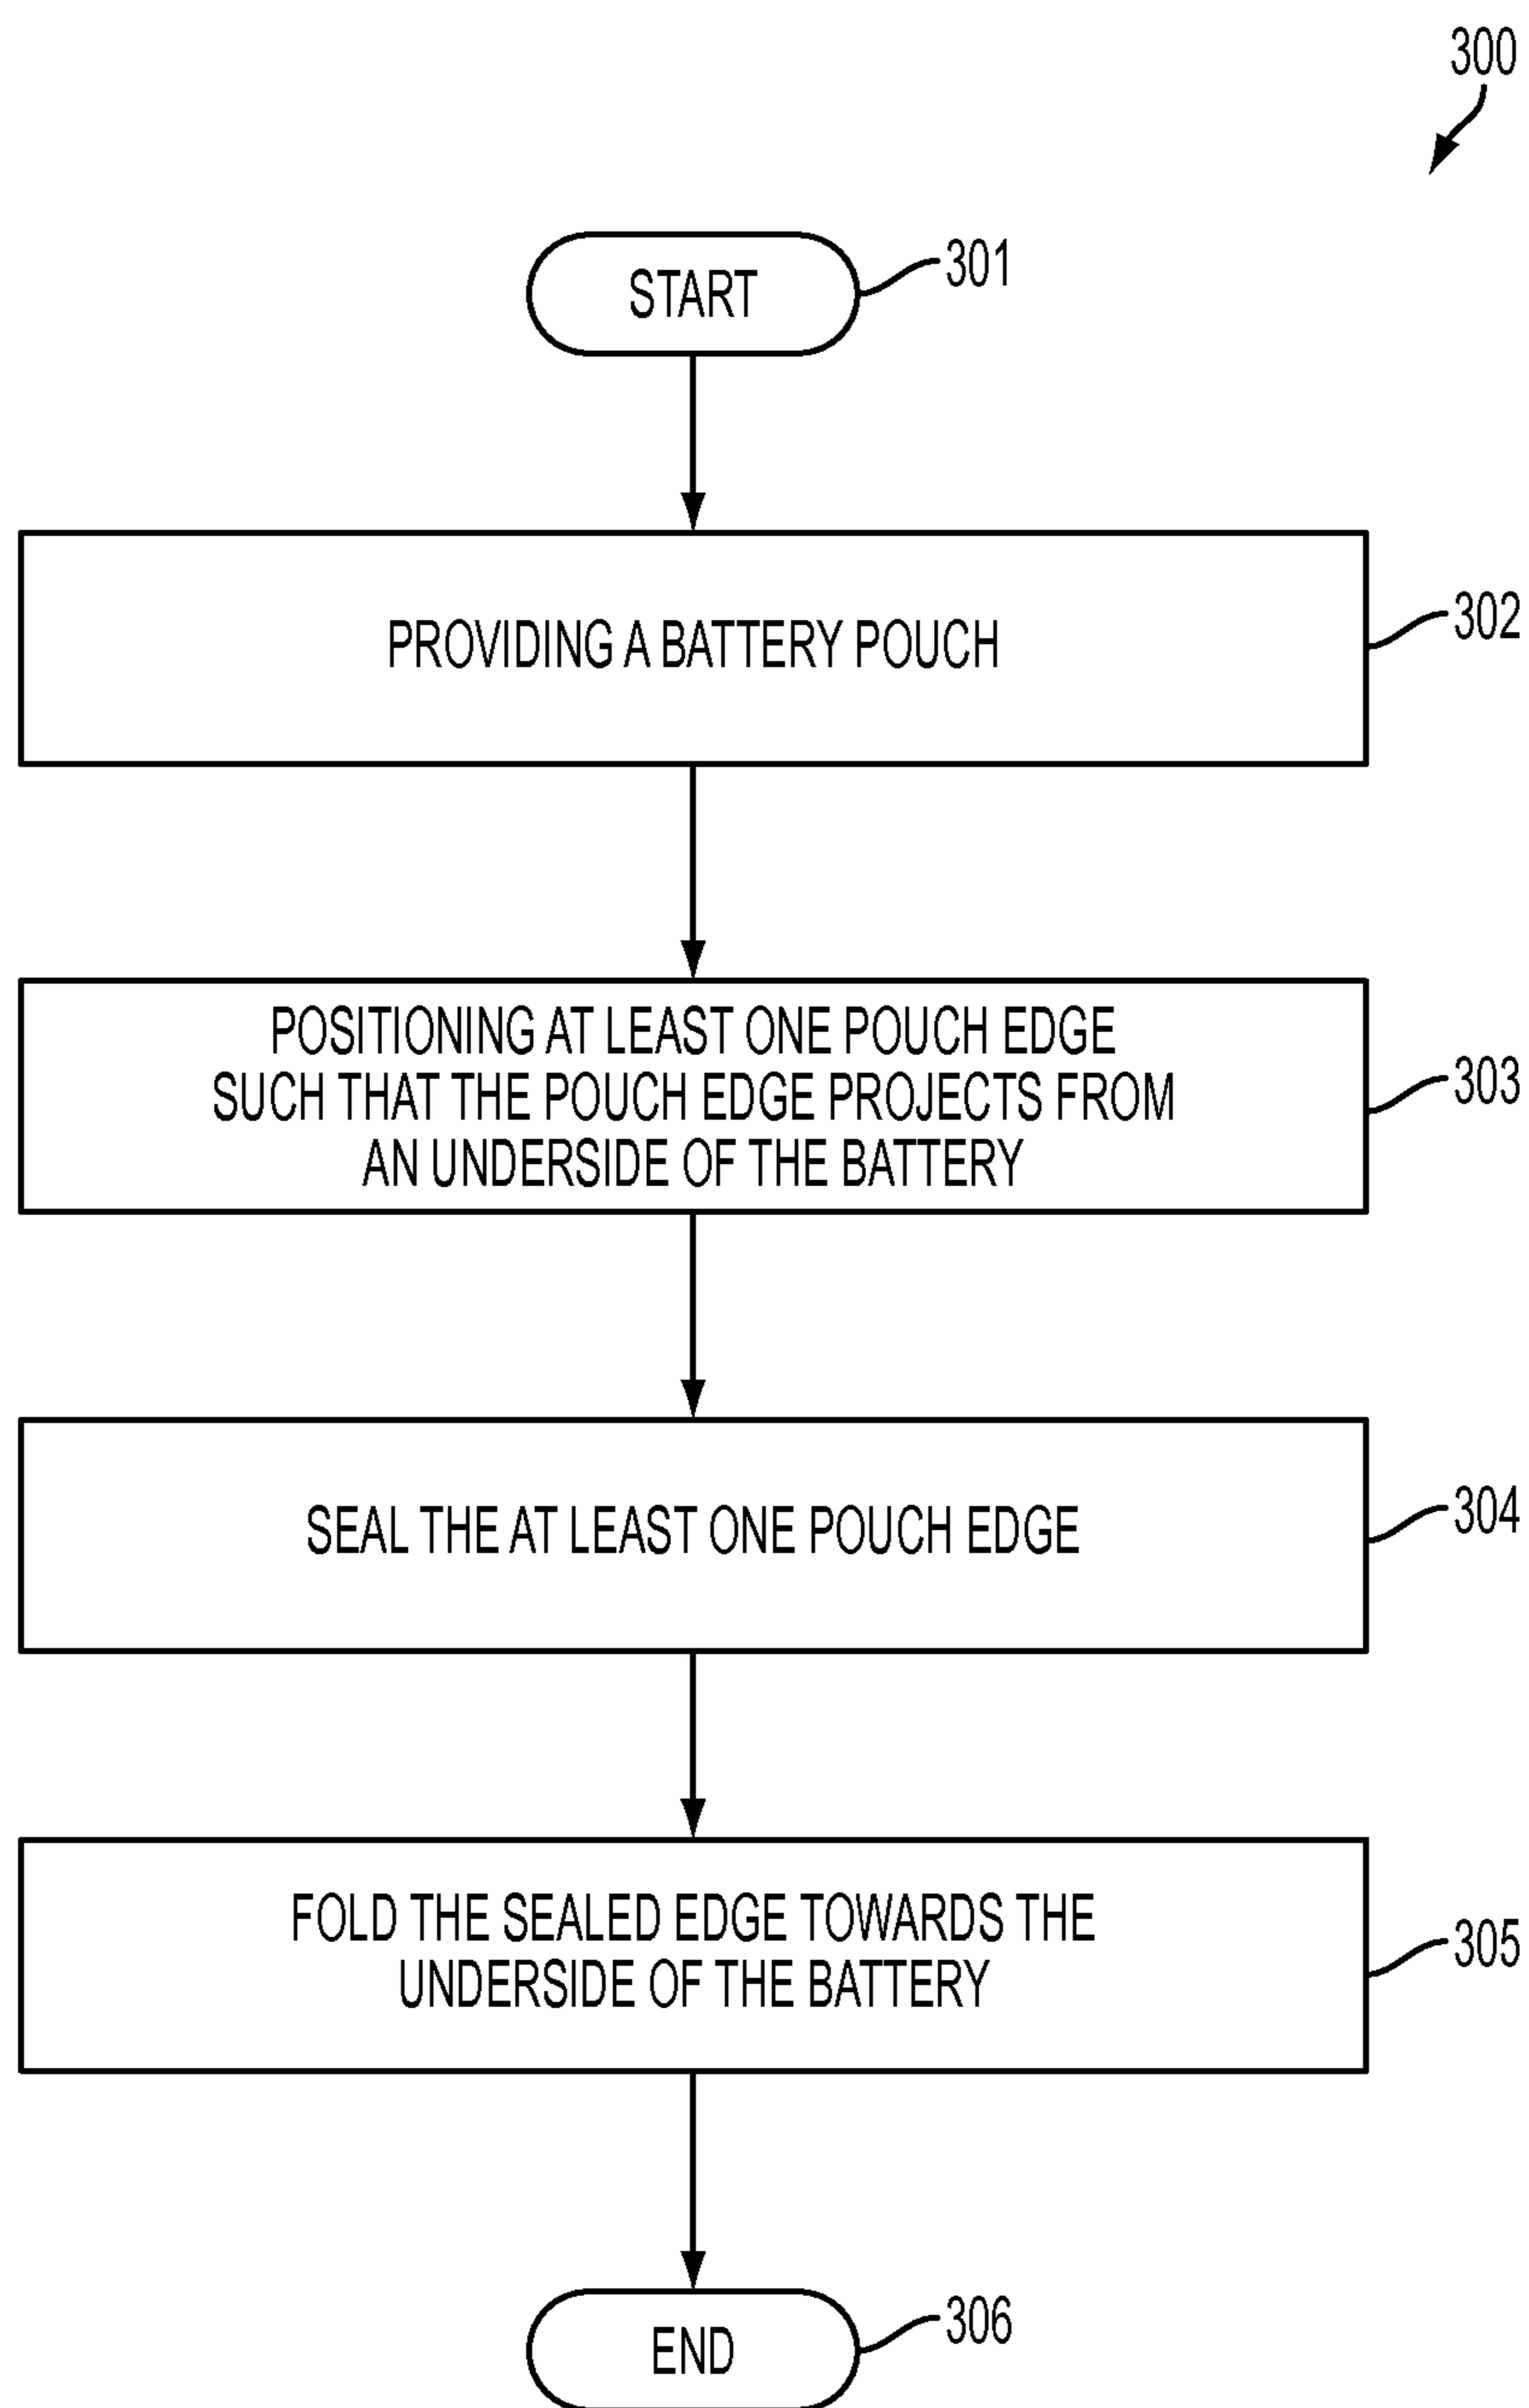 300
START
301
PROVIDING A BATTERY POUCH
302
POSITIONING AT LEAST ONE POUCH EDGE
SUCH THAT THE POUCH EDGE PROJECTS FROM
AN UNDERSIDE OF THE BATTERY
303
SEAL THE AT LEAST ONE POUCH EDGE
304
FOLD THE SEALED EDGE TOWARDS THE
UNDERSIDE OF THE BATTERY
305
END
306